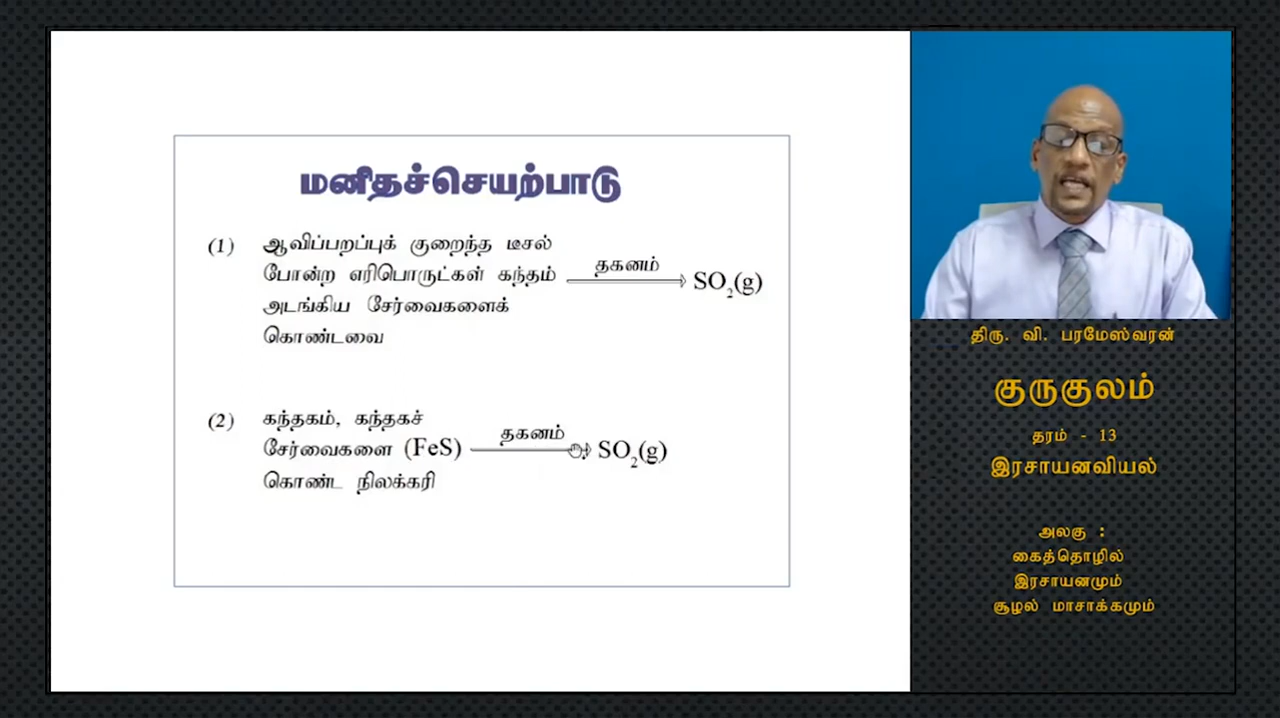 மனிதச்செயற்பாடு
(1) ஆவிப்பறப்புக் குறைந்த டீசல்
போன்ற எரிபொருட்கள் கந்தம் தகனம் SO₂(g)
அடங்கிய சேர்வைகளைக்
கொண்டவை
(2) கந்தகம், கந்தகச்
சேர்வைகளை (FeS) தகனம் SO₂(g)
கொண்ட நிலக்கரி
திரு. வி. பரமேஸ்வரன்
குருகுலம்
தரம் - 13
இரசாயனவியல்
அலகு :
கைத்தொழில்
இரசாயனமும்
சூழல் மாசாக்கமும்